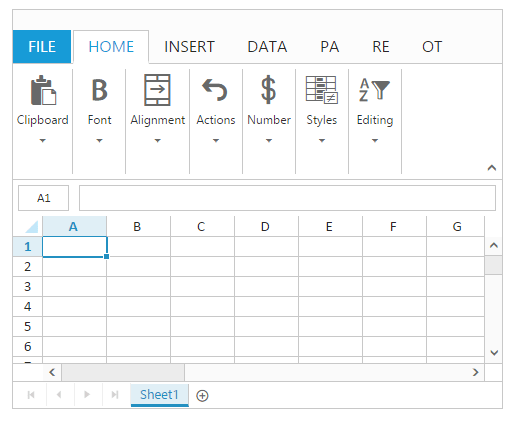 FILE HOME INSERT DATA PA RE OT
Clipboard Font Alignment Actions Number Styles Editing
A1
A B C D E F G
1
2
3
4
5
6
Sheet1